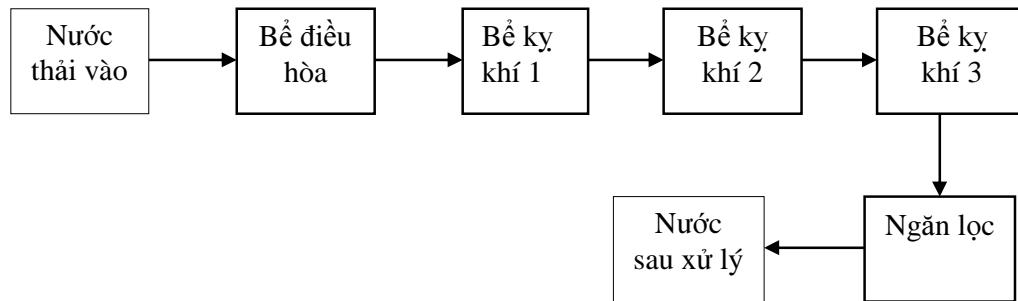 Nước
thải vào
Bể điều
hòa
Bể kỵ
khí 1
Bể kỵ
khí 2
Bể kỵ
khí 3
Ngăn lọc
Nước
sau xử lý